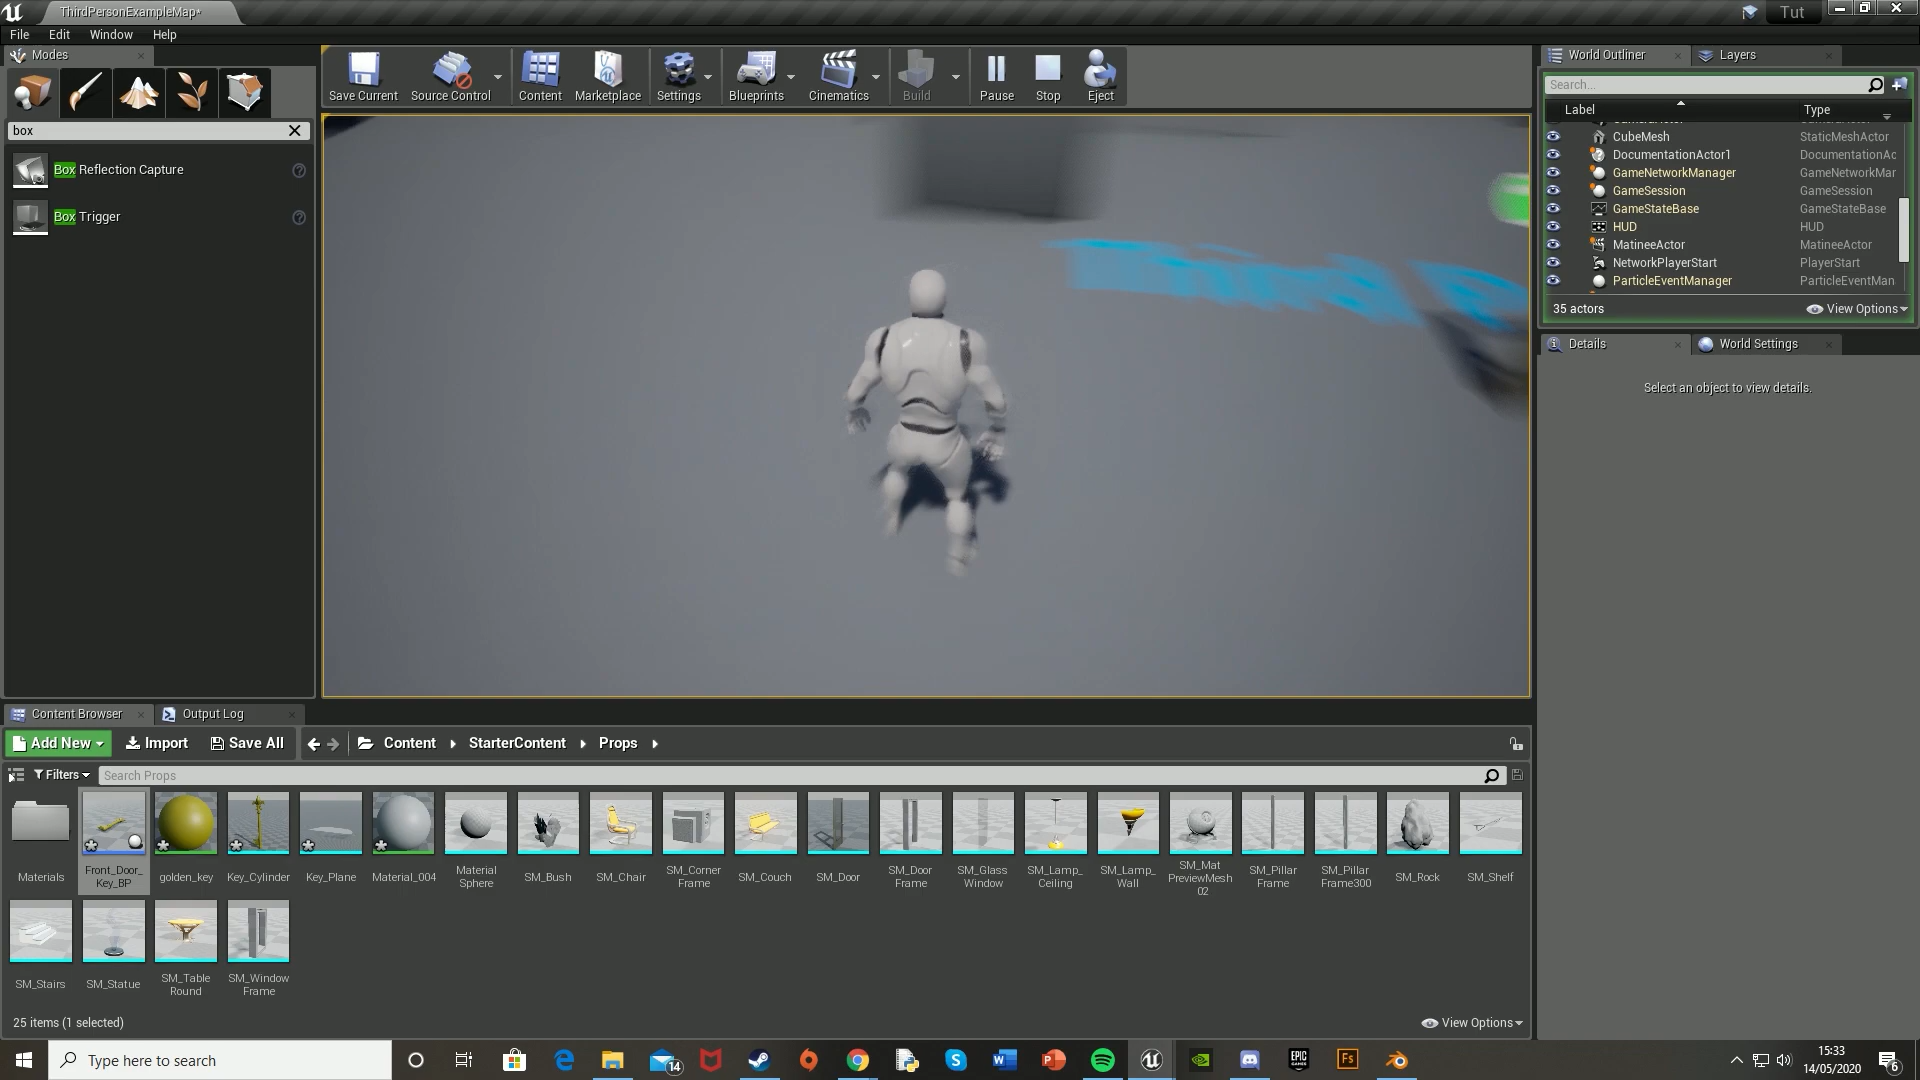 ThirdPersonExampleMap*
Tut
File Edit Window Help
Modes
box
Box Reflection Capture
Box Trigger
Save Current
Source Control
Content
Marketplace
Settings
Blueprints
Cinematics
Build
Pause
Stop
Eject
World Outliner
Layers
Search...
Label Type
CubeMesh StaticMeshActor
DocumentationActor1 DocumentationAc
GameNetworkManager GameNetworkMar
GameSession GameSession
GameStateBase GameStateBase
HUD HUD
MatineeActor MatineeActor
NetworkPlayerStart PlayerStart
ParticleEventManager ParticleEventMan
35 actors
View Options
Details
World Settings
Select an object to view details.
Content Browser
Output Log
Add New
Import
Save All
Content
StarterContent
Props
Filters
Search Props
Materials
Front_Door_
Key_BP
golden_key
Key_Cylinder
Key_Plane
Material_004
Material
Sphere
SM_Bush
SM_Chair
SM_Corner
Frame
SM_Couch
SM_Door
SM_Door
Frame
SM_Glass
Window
SM_Lamp_
Ceiling
SM_Lamp_
Wall
SM_Mat
PreviewMesh
02
SM_Pillar
Frame
SM_Pillar
Frame300
SM_Rock
SM_Shelf
SM_Stairs
SM_Statue
SM_Table
Round
SM_Window
Frame
25 items (1 selected)
View Options
Type here to search
14
EPIC
GAMES
Fs
15:33
14/05/2020
6